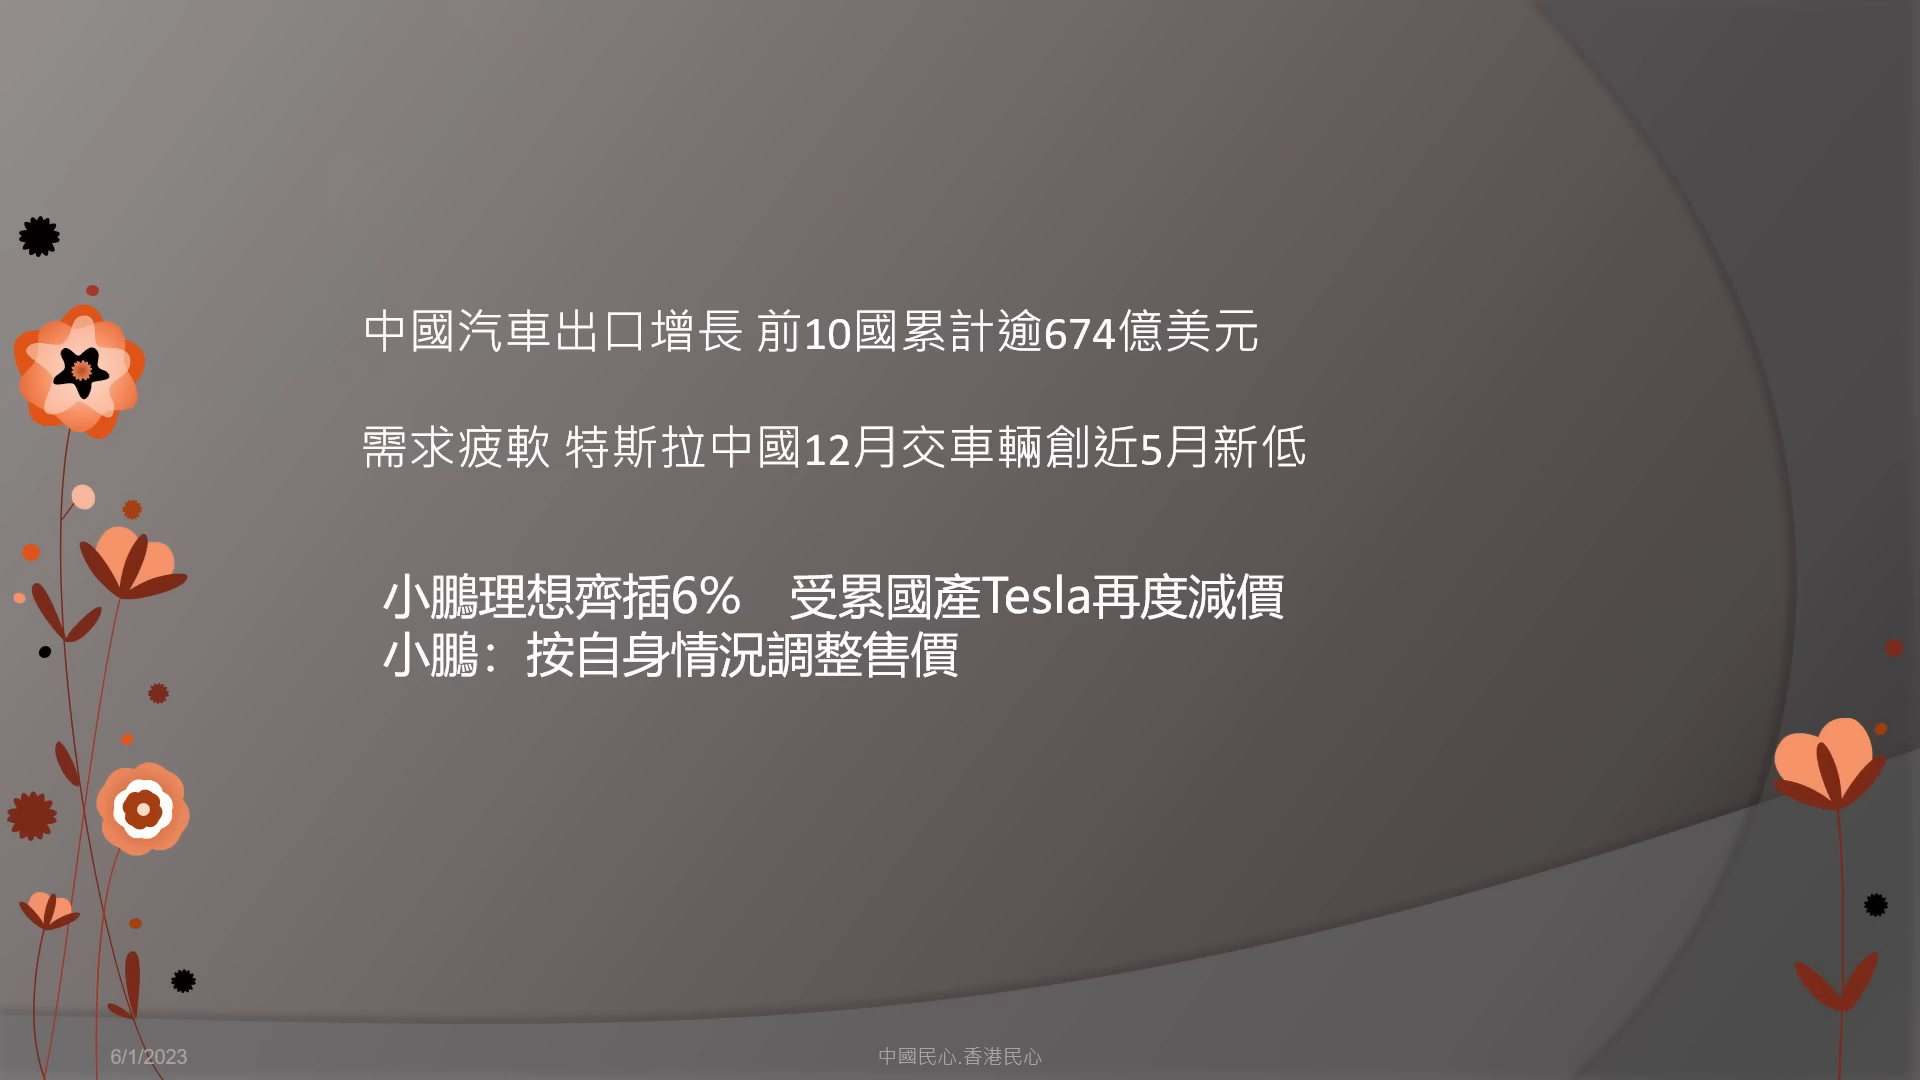 中國汽車出口增長 前10國累計逾674億美元
需求疲軟 特斯拉中國12月交車輛創近5月新低
小鵬理想齊插6%　受累國產Tesla再度減價
小鵬：按自身情況調整售價
6/1/2023
中國民心.香港民心